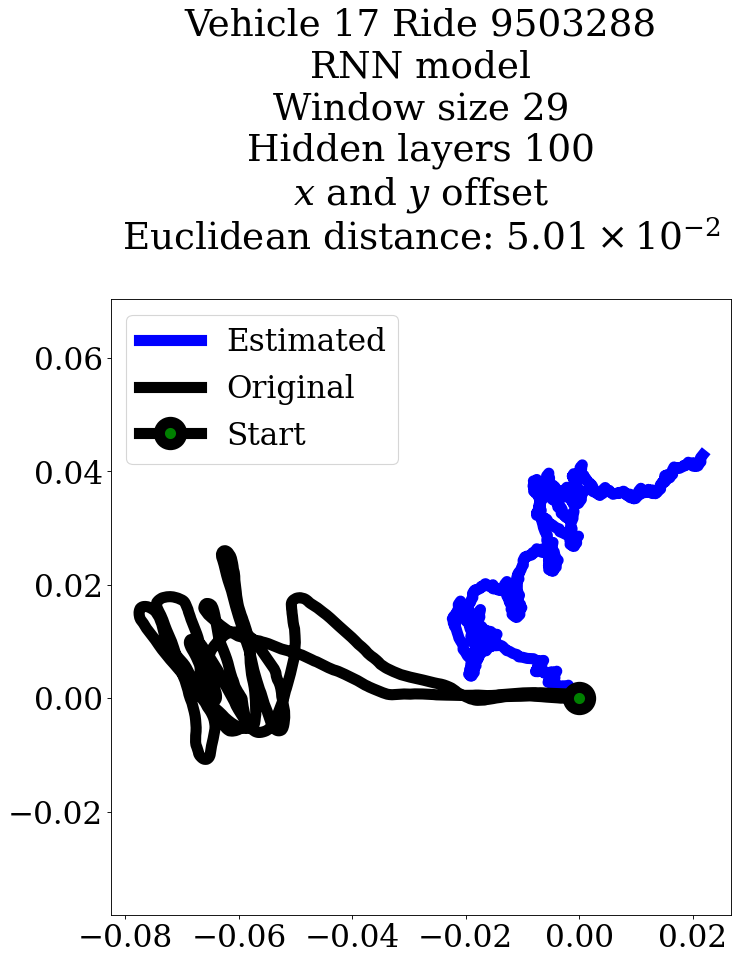 Vehicle 17 Ride 9503288
RNN model
Window size 29
Hidden layers 100
x and y offset
Euclidean distance: 5.01 × 10⁻²
Estimated
Original
Start
0.06
0.04
0.02
0.00
−0.02
−0.08 −0.06 −0.04 −0.02 0.00 0.02